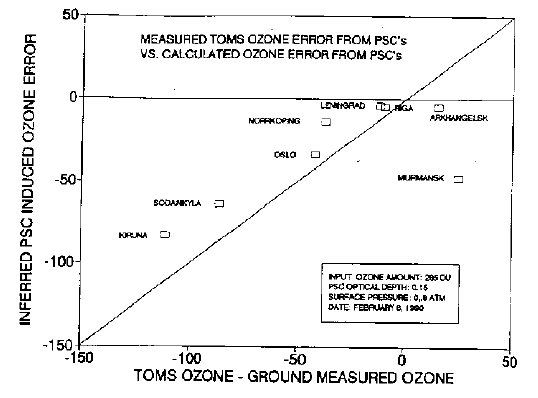 MEASURED TOMS OZONE ERROR FROM PSC's
VS. CALCULATED OZONE ERROR FROM PSC's
50
0
-50
-100
-150
INFERRED PSC INDUCED OZONE ERROR
LENINGRAD
RIGA
ARKHANGELSK
NORRKOPING
OSLO
MURMANSK
SODANKYLA
KIRUNA
INPUT OZONE AMOUNT: 285 DU
PSC OPTICAL DEPTH: 0.15
SURFACE PRESSURE: 0.8 ATM
DATE: FEBRUARY 6, 1990
-150
-100
-50
0
50
TOMS OZONE - GROUND MEASURED OZONE